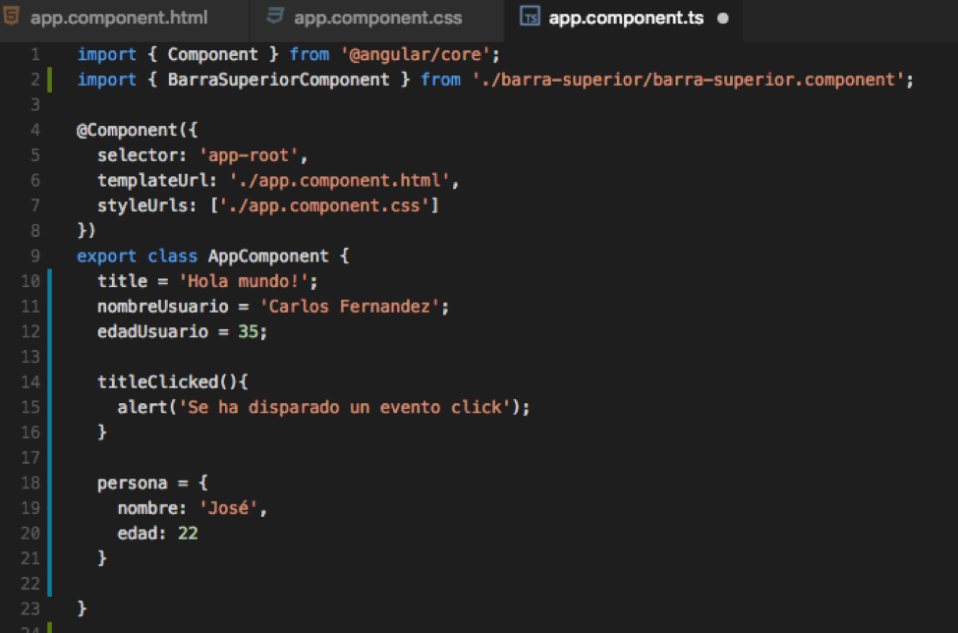 app.component.html app.component.css TS app.component.ts
1 import { Component } from '@angular/core';
2 import { BarraSuperiorComponent } from './barra-superior/barra-superior.component';
3
4 @Component({
5 selector: 'app-root',
6 templateUrl: './app.component.html',
7 styleUrls: ['./app.component.css']
8 })
9 export class AppComponent {
10 title = 'Hola mundo!';
11 nombreUsuario = 'Carlos Fernandez';
12 edadUsuario = 35;
13
14 titleClicked(){
15 alert('Se ha disparado un evento click');
16 }
17
18 persona = {
19 nombre: 'José',
20 edad: 22
21 }
22
23 }
24